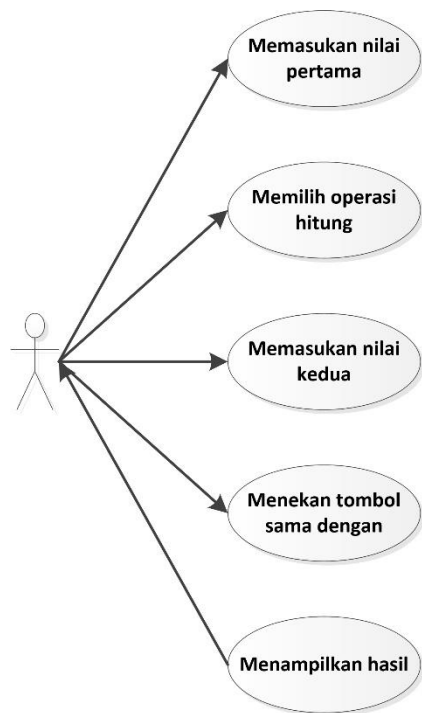 Memasukan nilai
pertama
Memilih operasi
hitung
Memasukan nilai
kedua
Menekan tombol
sama dengan
Menampilkan hasil